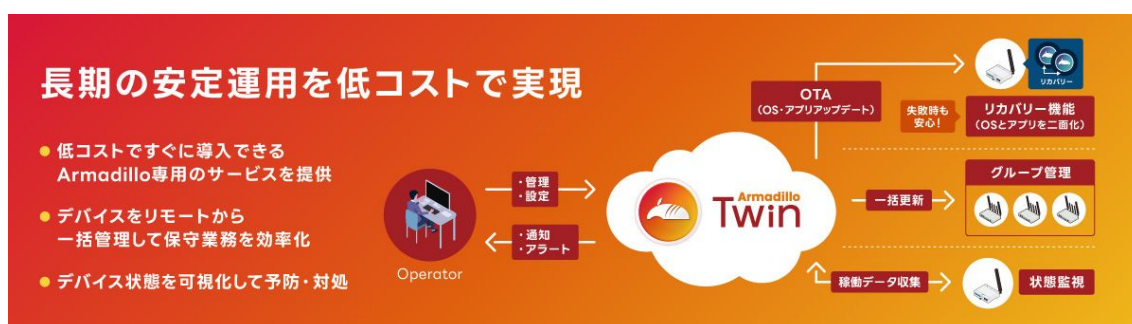 長期の安定運用を低コストで実現
低コストですぐに導入できる
Armadillo専用のサービスを提供
デバイスをリモートから
一括管理して保守業務を効率化
デバイス状態を可視化して予防・対処
Operator
・管理
・設定
・通知
・アラート
Armadillo
Twin
OTA
(OS・アプリアップデート)
リカバリー
失敗時も
安心!
リカバリー機能
(OSとアプリを二面化)
一括更新
グループ管理
稼働データ収集
状態監視